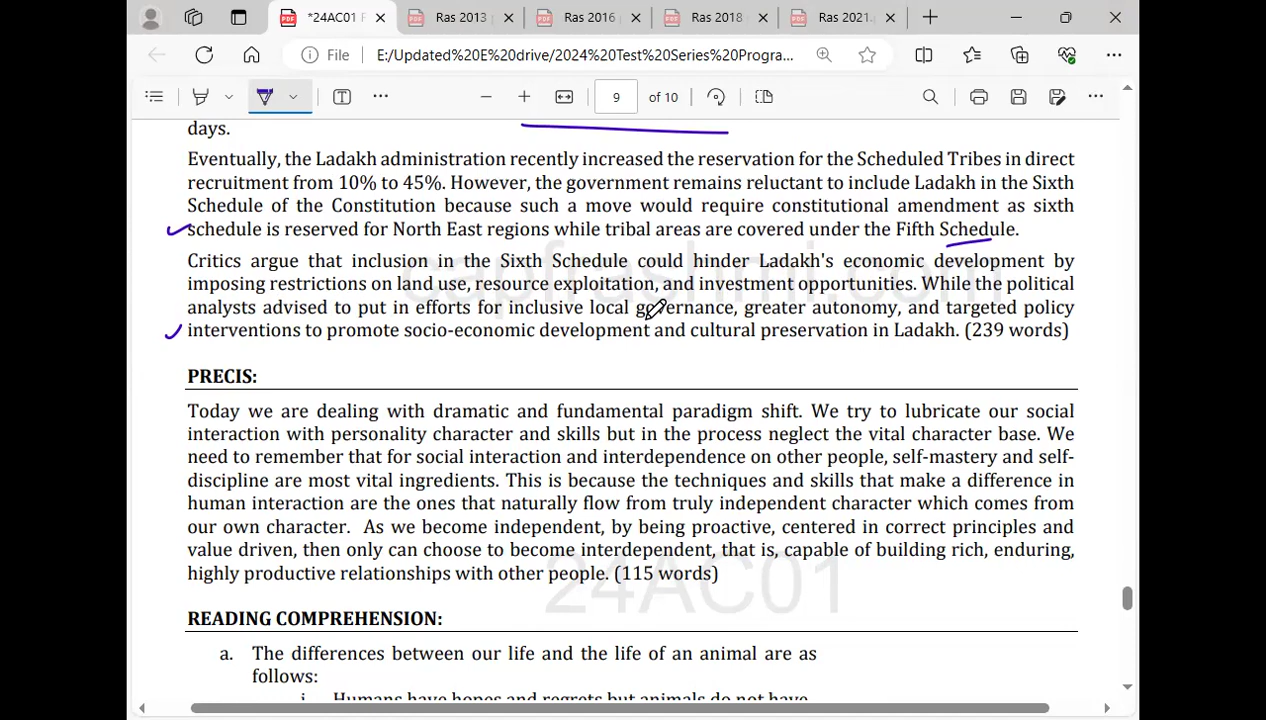 *24AC01 F
Ras 2013
Ras 2016
Ras 2018
Ras 2021.
File
E:/Updated%20E%20drive/2024%20Test%20Series%20Progra...
9 of 10
days.
Eventually, the Ladakh administration recently increased the reservation for the Scheduled Tribes in direct
recruitment from 10% to 45%. However, the government remains reluctant to include Ladakh in the Sixth
Schedule of the Constitution because such a move would require constitutional amendment as sixth
schedule is reserved for North East regions while tribal areas are covered under the Fifth Schedule.
Critics argue that inclusion in the Sixth Schedule could hinder Ladakh's economic development by
imposing restrictions on land use, resource exploitation, and investment opportunities. While the political
analysts advised to put in efforts for inclusive local governance, greater autonomy, and targeted policy
interventions to promote socio-economic development and cultural preservation in Ladakh. (239 words)
PRECIS:
Today we are dealing with dramatic and fundamental paradigm shift. We try to lubricate our social
interaction with personality character and skills but in the process neglect the vital character base. We
need to remember that for social interaction and interdependence on other people, self-mastery and self-
discipline are most vital ingredients. This is because the techniques and skills that make a difference in
human interaction are the ones that naturally flow from truly independent character which comes from
our own character. As we become independent, by being proactive, centered in correct principles and
value driven, then only can choose to become interdependent, that is, capable of building rich, enduring,
highly productive relationships with other people. (115 words)
24AC01
READING COMPREHENSION:
a. The differences between our life and the life of an animal are as
follows:
i. Humans have hopes and regrets but animals do not have